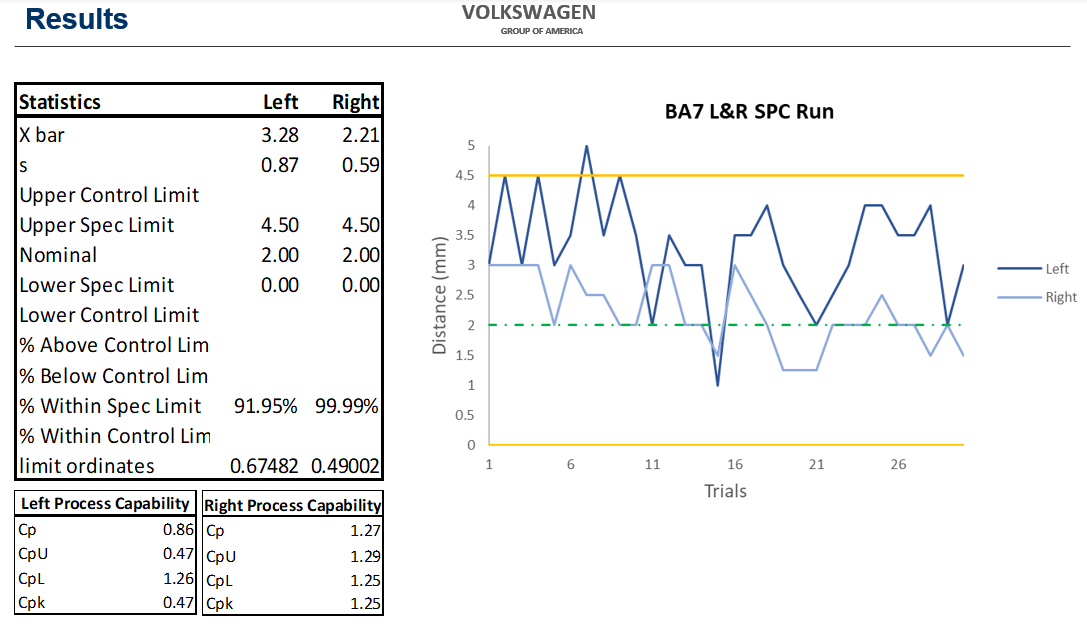 Results
VOLKSWAGEN
GROUP OF AMERICA
Statistics Left Right
X bar 3.28 2.21
s 0.87 0.59
Upper Control Limit
Upper Spec Limit 4.50 4.50
Nominal 2.00 2.00
Lower Spec Limit 0.00 0.00
Lower Control Limit
% Above Control Lim
% Below Control Lim
% Within Spec Limit 91.95% 99.99%
% Within Control Lim
limit ordinates 0.67482 0.49002
Left Process Capability
Cp 0.86
CpU 0.47
CpL 1.26
Cpk 0.47
Right Process Capability
Cp 1.27
CpU 1.29
CpL 1.25
Cpk 1.25
BA7 L&R SPC Run
Distance (mm)
5
4.5
4
3.5
3
2.5
2
1.5
1
0.5
0
1 6 11 16 21 26
Trials
Left
Right